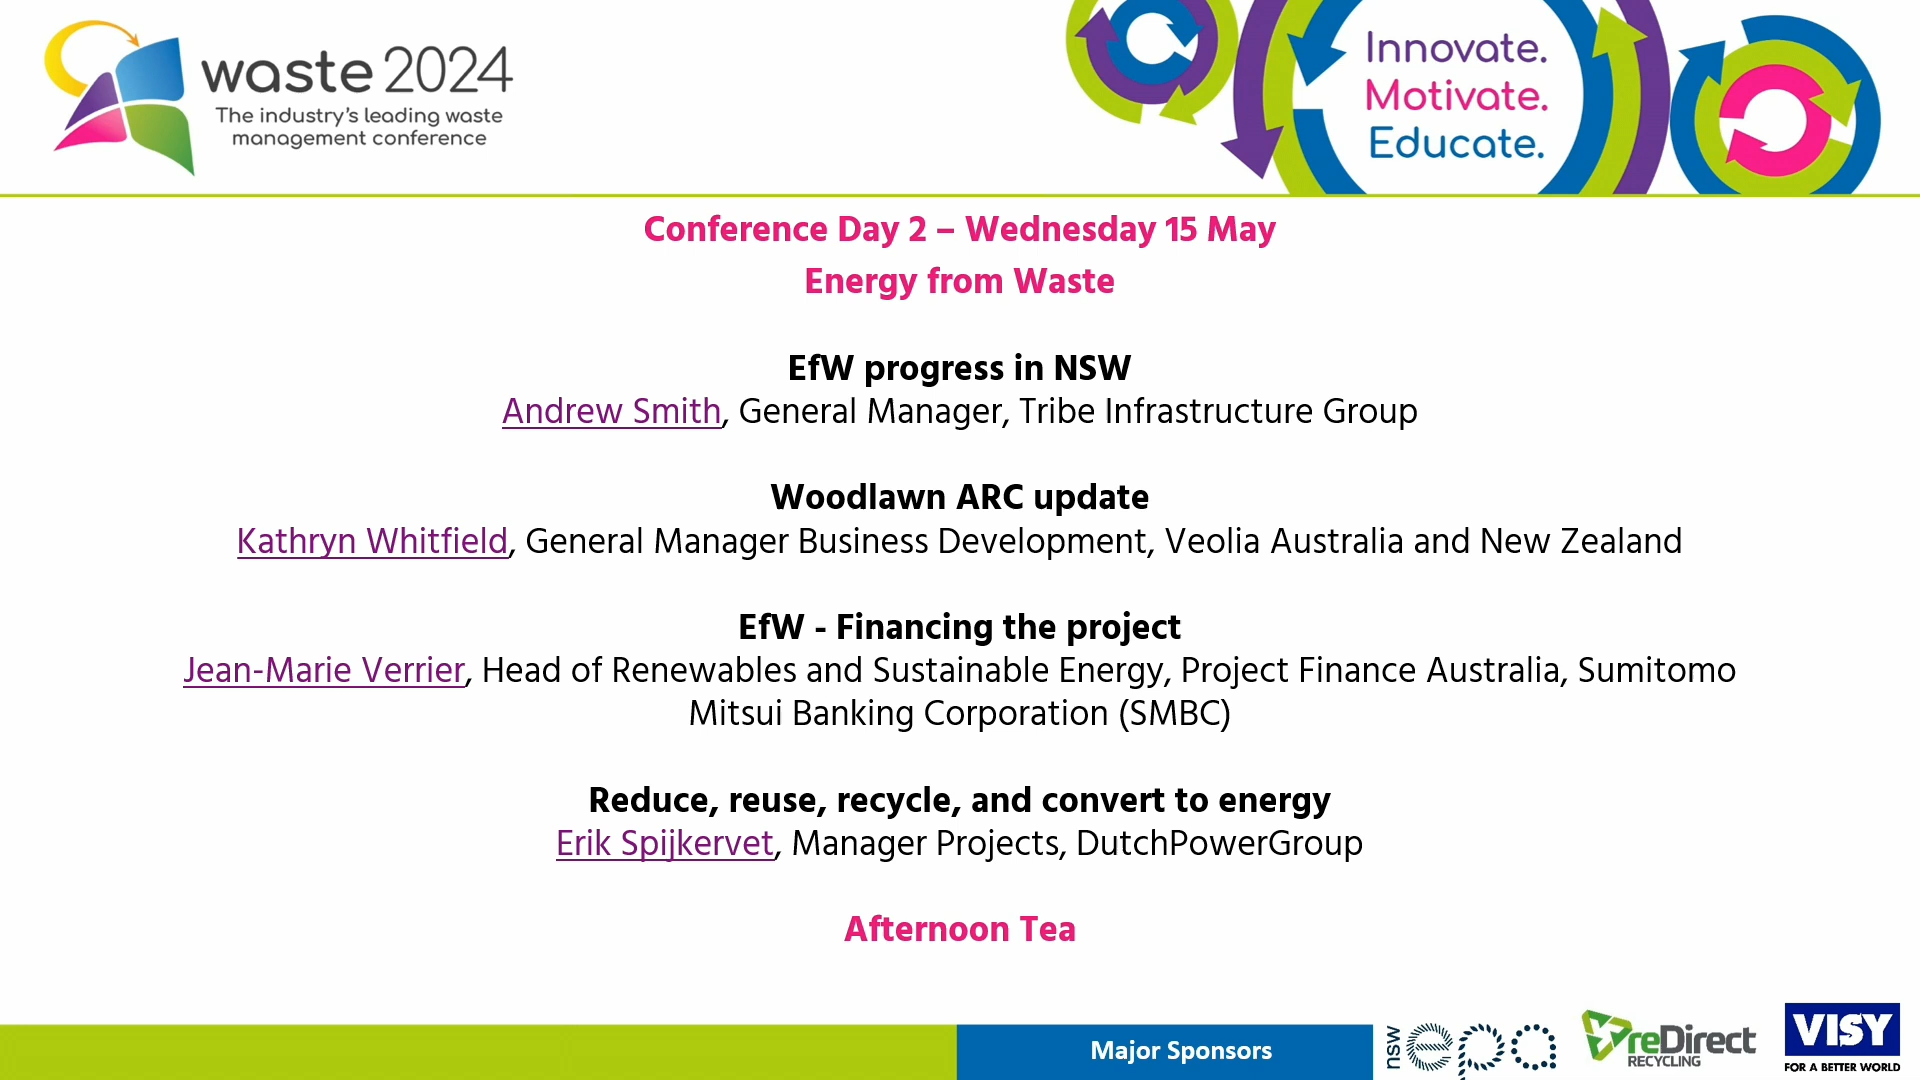 waste 2024
The industry's leading waste
management conference
Innovate.
Motivate.
Educate.
Conference Day 2 – Wednesday 15 May
Energy from Waste
EfW progress in NSW
Andrew Smith, General Manager, Tribe Infrastructure Group
Woodlawn ARC update
Kathryn Whitfield, General Manager Business Development, Veolia Australia and New Zealand
EfW - Financing the project
Jean-Marie Verrier, Head of Renewables and Sustainable Energy, Project Finance Australia, Sumitomo
Mitsui Banking Corporation (SMBC)
Reduce, reuse, recycle, and convert to energy
Erik Spijkervet, Manager Projects, DutchPowerGroup
Afternoon Tea
Major Sponsors
nsw epa
reDirect
RECYCLING
VISY
FOR A BETTER WORLD